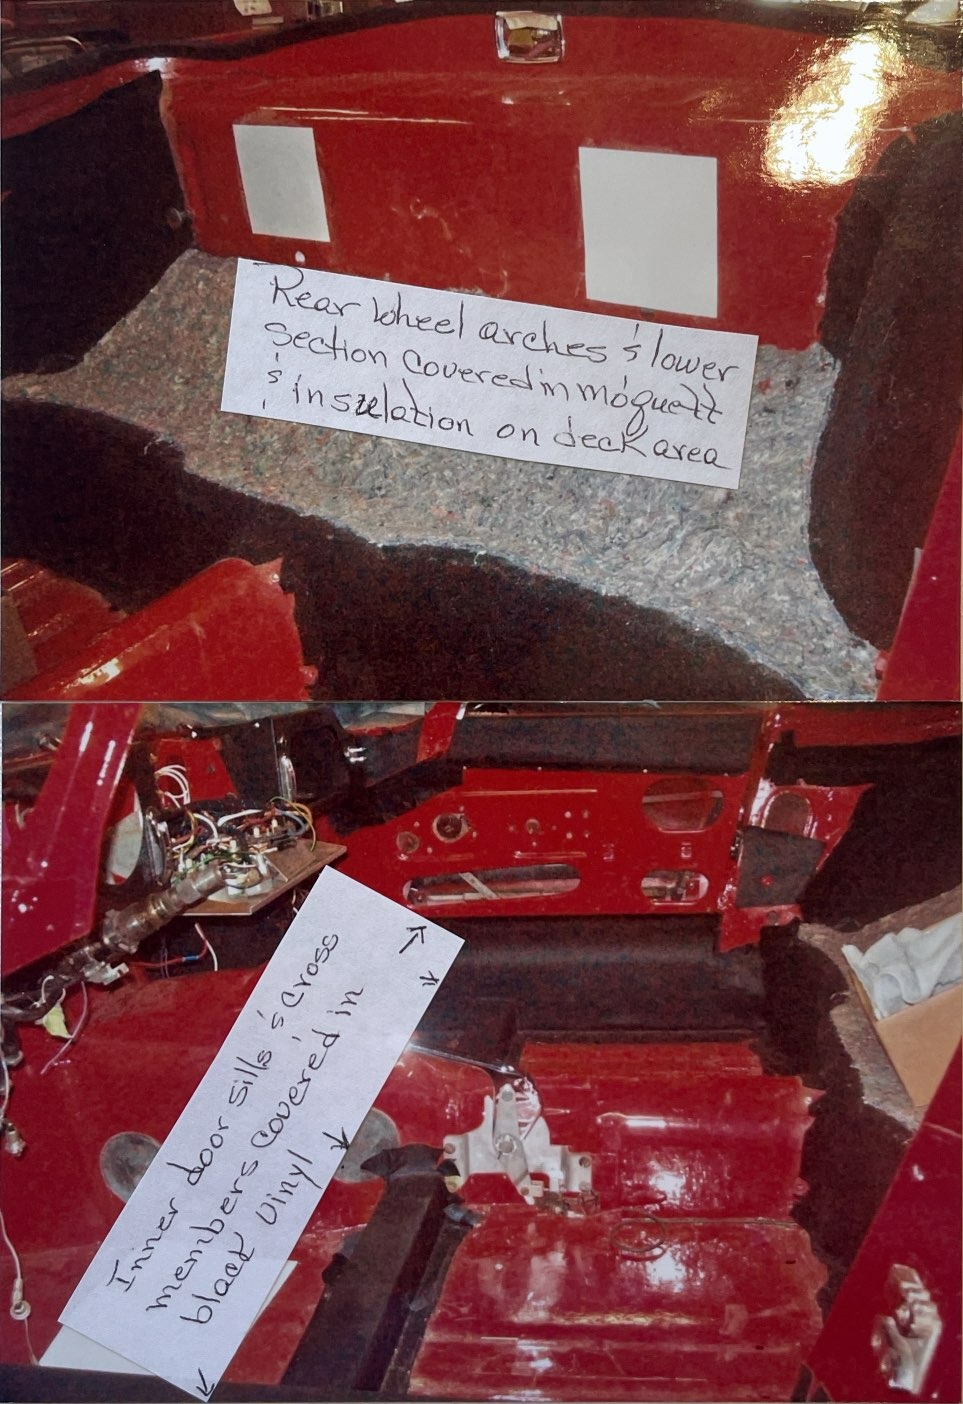 Rear wheel arches & lower
section covered in moquett
& insulation on deck area
Inner door sills & cross
members covered in
black vinyl